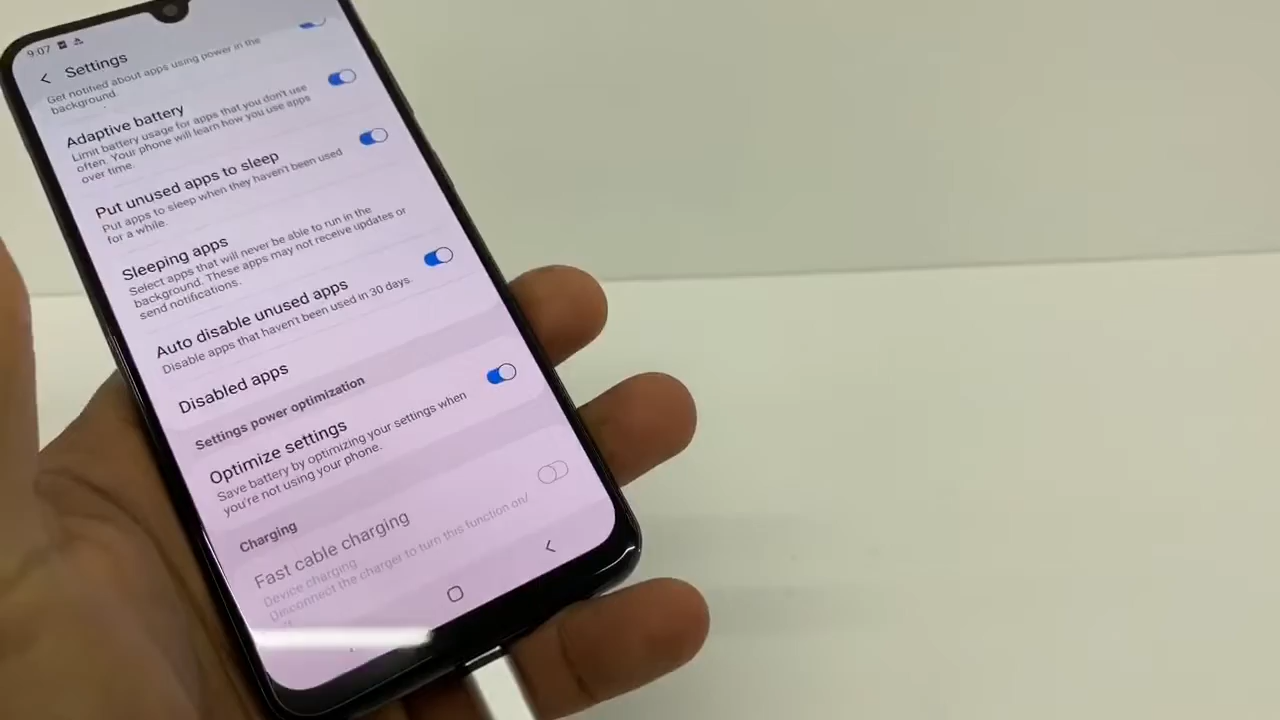 9:07
Settings
Get notified about apps using power in the
background.
Adaptive battery
Limit battery usage for apps that you don't use
often. Your phone will learn how you use apps
over time.
Put unused apps to sleep
Put apps to sleep when they haven't been used
for a while.
Sleeping apps
Select apps that will never be able to run in the
background. These apps may not receive updates or
send notifications.
Auto disable unused apps
Disable apps that haven't been used in 30 days.
Disabled apps
Settings power optimization
Optimize settings
Save battery by optimizing your settings when
you're not using your phone.
Charging
Fast cable charging
Device charging
Disconnect the charger to turn this function on/